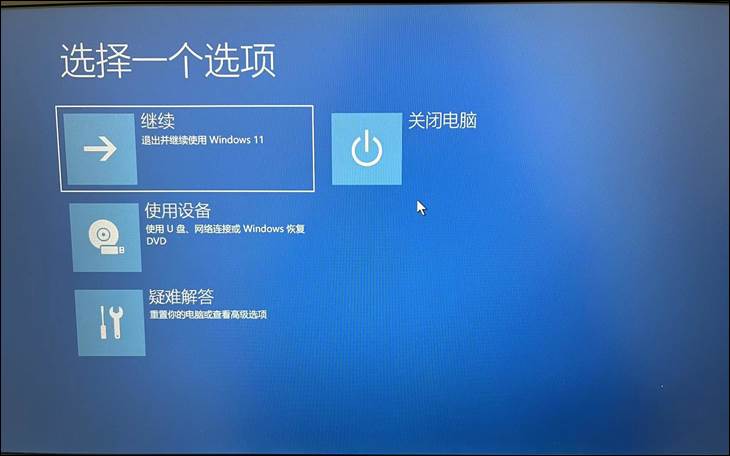 选择一个选项
继续
退出并继续使用 Windows 11
关闭电脑
使用设备
使用 U 盘、网络连接或 Windows 恢复
DVD
疑难解答
重置你的电脑或查看高级选项